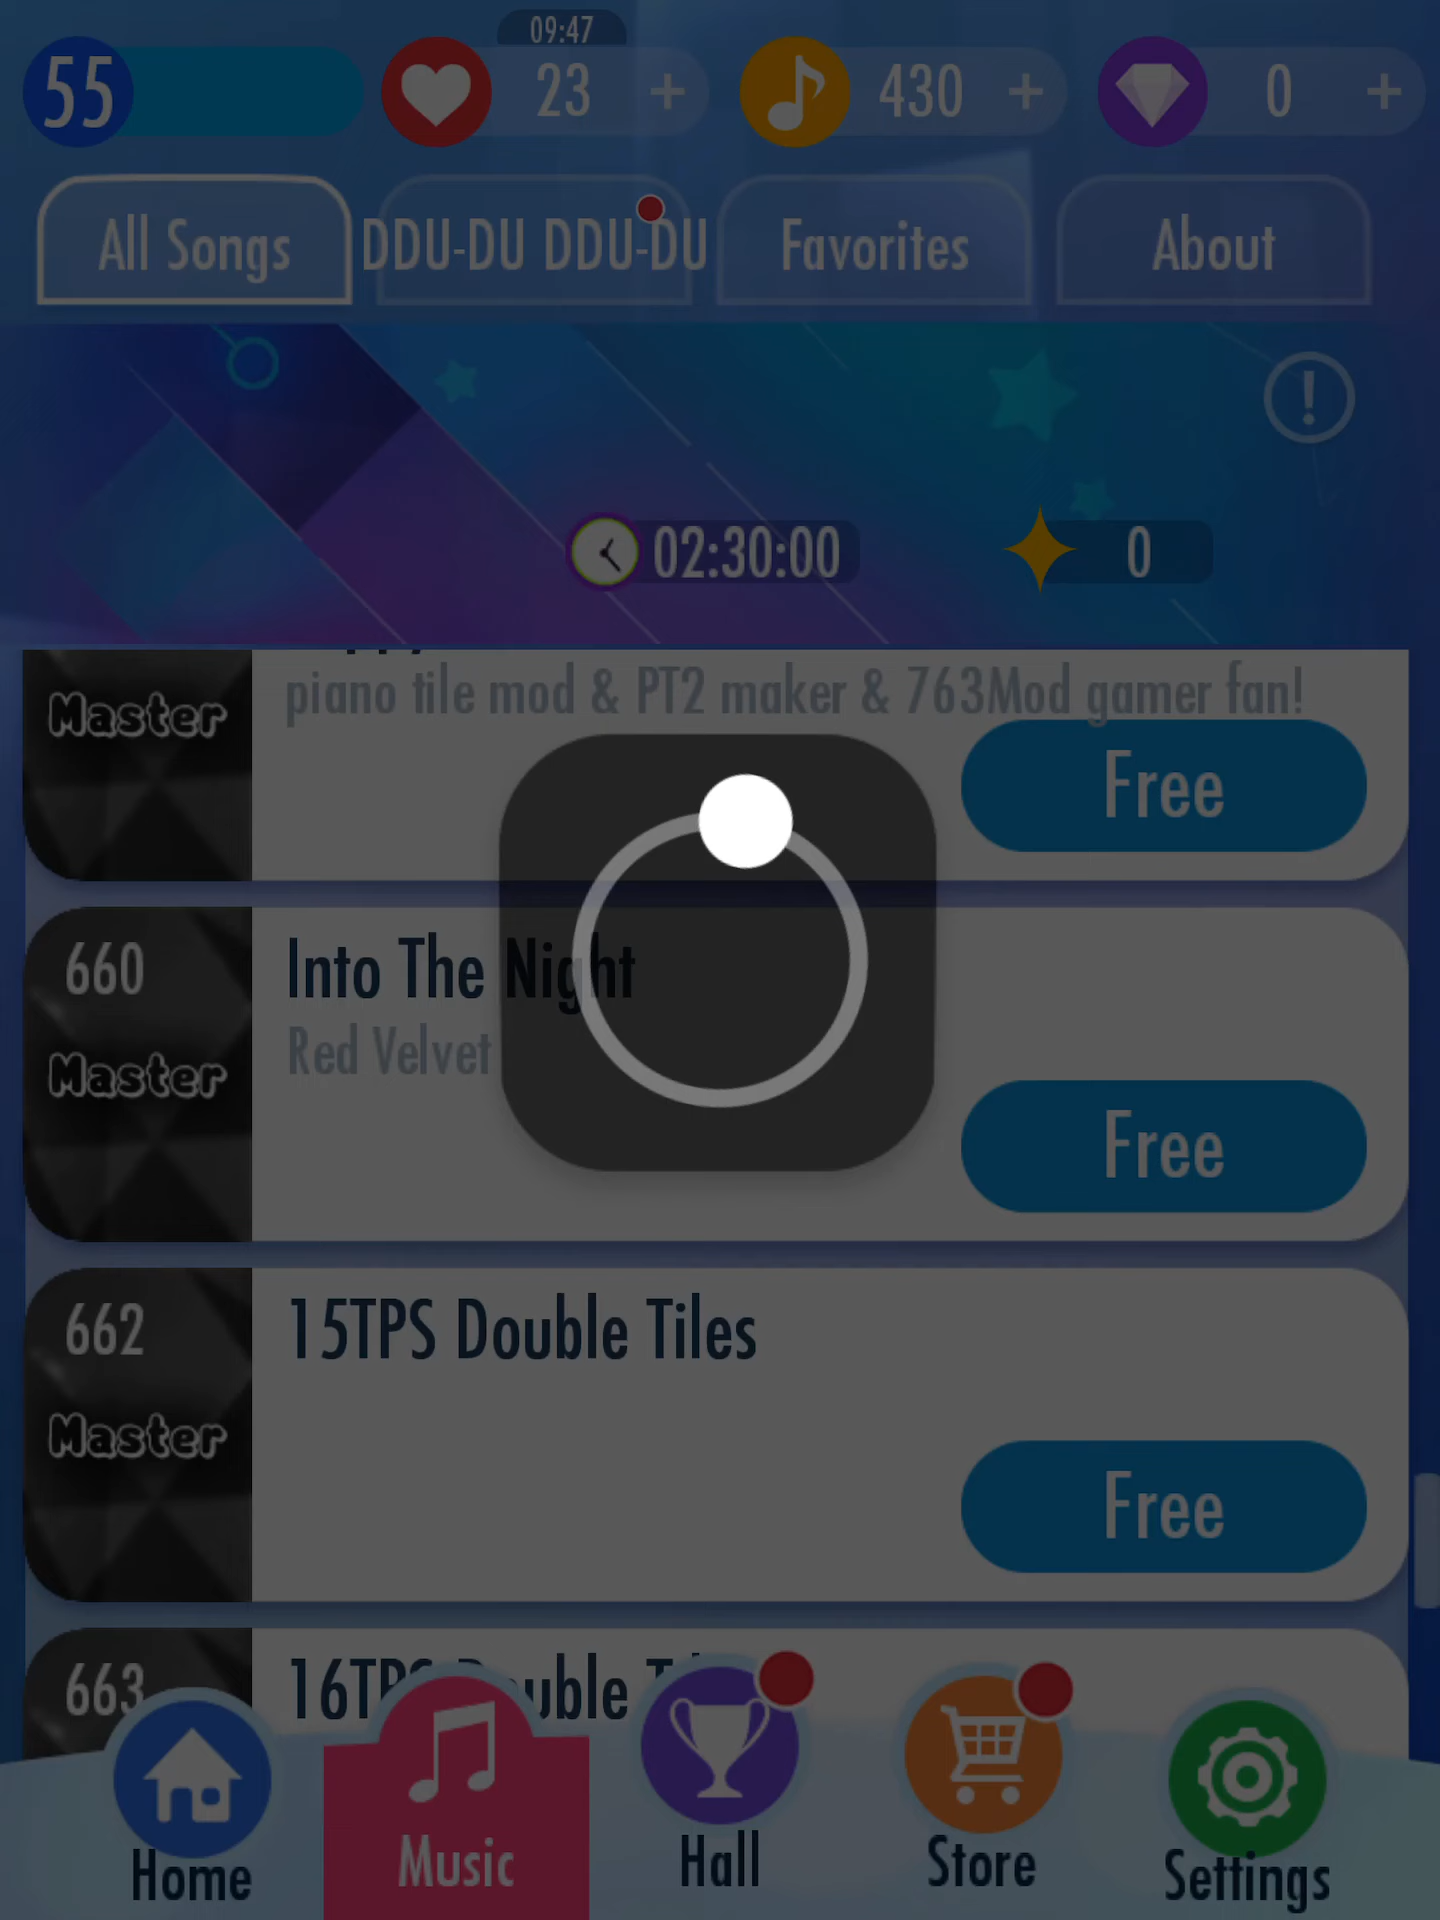 09:47
55
23 +
430 +
0 +
All Songs
DDU-DU DDU-DU
Favorites
About
02:30:00
0
piano tile mod & PT2 maker & 763Mod gamer fan!
Master
Free
660
Into The Night
Red Velvet
Master
Free
662
15TPS Double Tiles
Master
Free
663
16TPS Double
Home
Music
Hall
Store
Settings